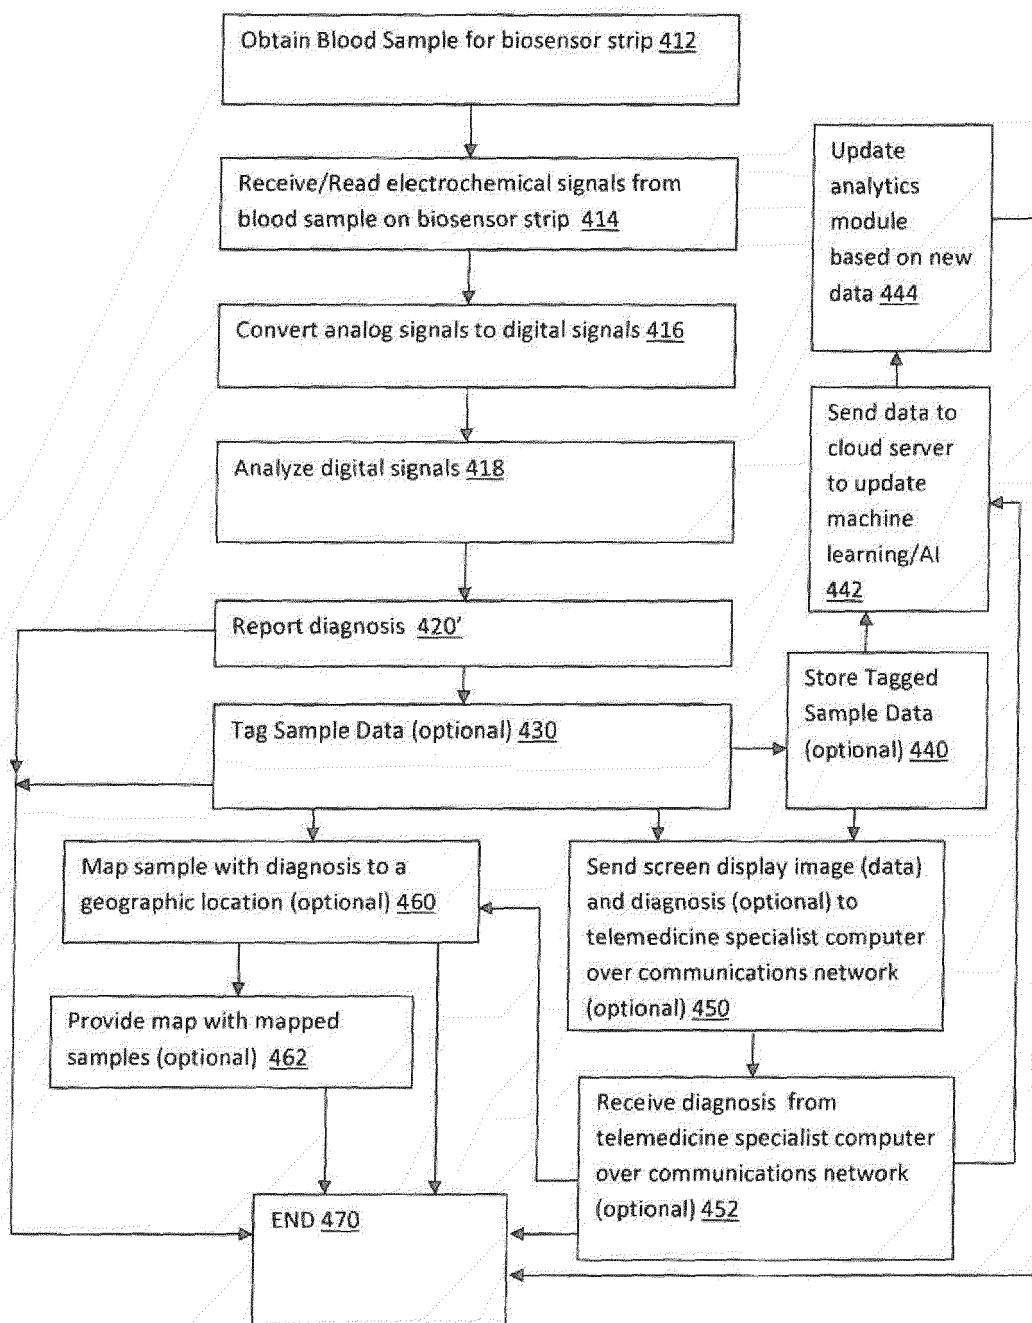 Obtain Blood Sample for biosensor strip 412
Receive/Read electrochemical signals from
blood sample on biosensor strip 414
Convert analog signals to digital signals 416
Analyze digital signals 418
Report diagnosis 420'
Tag Sample Data (optional) 430
Update
analytics
module
based on new
data 444
Send data to
cloud server
to update
machine
learning/AI
442
Store Tagged
Sample Data
(optional) 440
Map sample with diagnosis to a
geographic location (optional) 460
Provide map with mapped
samples (optional) 462
Send screen display image (data)
and diagnosis (optional) to
telemedicine specialist computer
over communications network
(optional) 450
Receive diagnosis from
telemedicine specialist computer
over communications network
(optional) 452
END 470